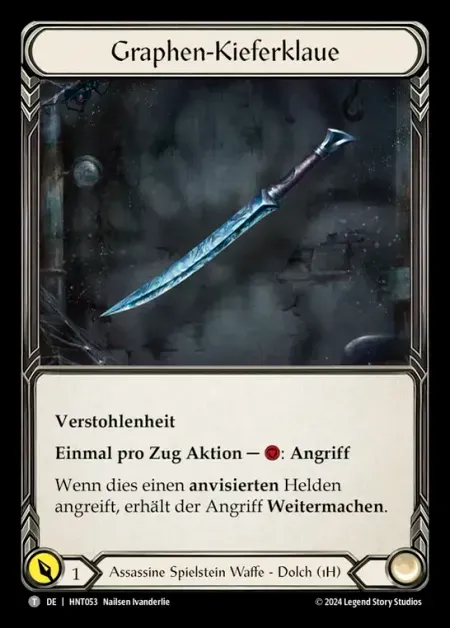 Graphen-Kieferklaue
Verstohlenheit
Einmal pro Zug Aktion — : Angriff
Wenn dies einen anvisierten Helden
angreift, erhält der Angriff Weitermachen.
1
Assassine Spielstein Waffe - Dolch (1H)
T DE | HNT053 Nailsen Ivanderlie
© 2024 Legend Story Studios